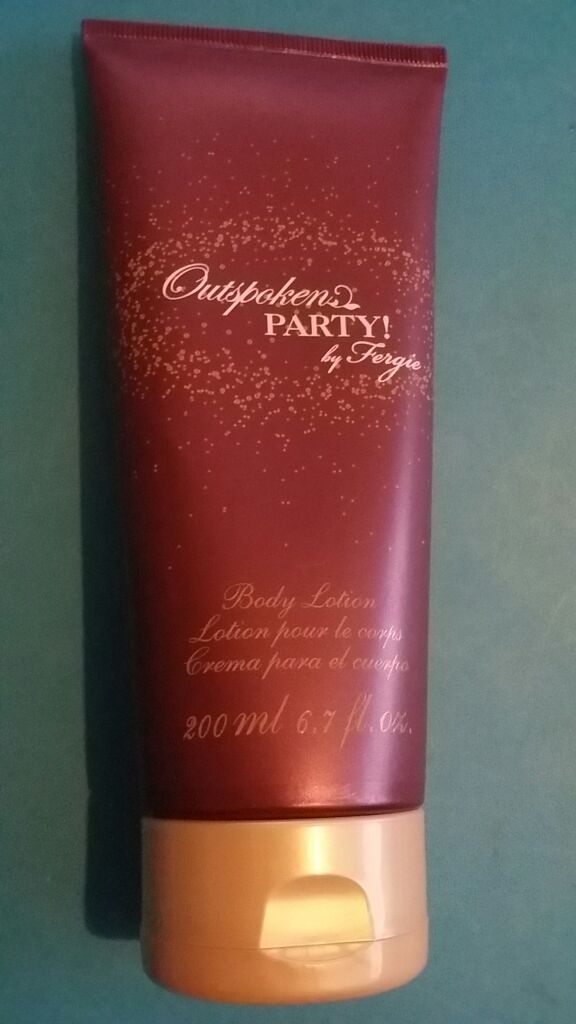 Outspoken
PARTY!
by Fergie
Body Lotion
Lotion pour le corps
Crema para el cuerpo
200 ml 6.7 fl. oz.